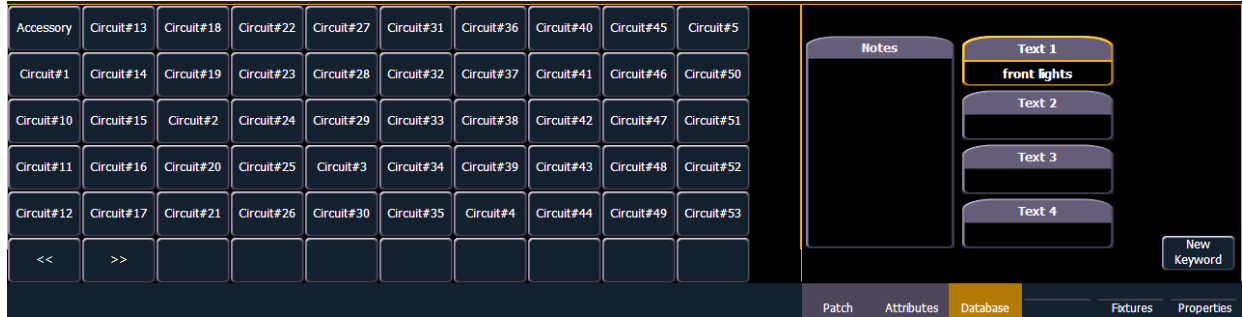 Accessory Circuit#13 Circuit#18 Circuit#22 Circuit#27 Circuit#31 Circuit#36 Circuit#40 Circuit#45 Circuit#5
Circuit#1 Circuit#14 Circuit#19 Circuit#23 Circuit#28 Circuit#32 Circuit#37 Circuit#41 Circuit#46 Circuit#50
Circuit#10 Circuit#15 Circuit#2 Circuit#24 Circuit#29 Circuit#33 Circuit#38 Circuit#42 Circuit#47 Circuit#51
Circuit#11 Circuit#16 Circuit#20 Circuit#25 Circuit#3 Circuit#34 Circuit#39 Circuit#43 Circuit#48 Circuit#52
Circuit#12 Circuit#17 Circuit#21 Circuit#26 Circuit#30 Circuit#35 Circuit#4 Circuit#44 Circuit#49 Circuit#53
<< >>
Notes
Text 1
front lights
Text 2
Text 3
Text 4
New
Keyword
Patch Attributes Database Fixtures Properties